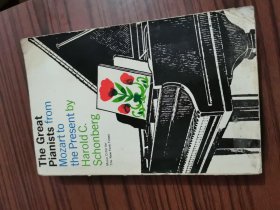 The Great
Pianists from
Mozart to
the Present by
Harold C.
Schonberg